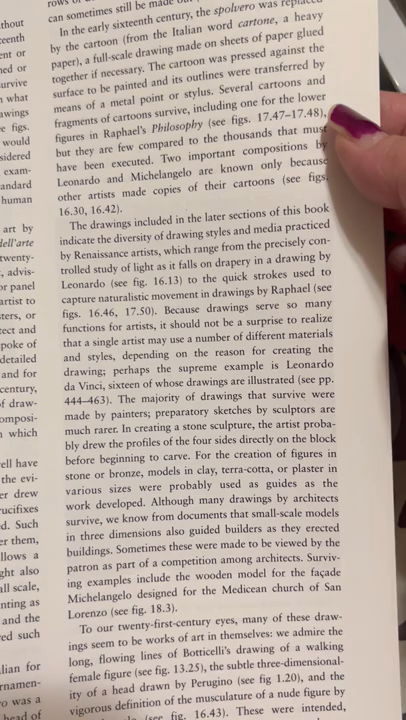 rows of
can sometimes still be made out
In the early sixteenth century, the spolvero was replaced
by the cartoon (from the Italian word cartone, a heavy
paper), a full-scale drawing made on sheets of paper glued
together if necessary. The cartoon was pressed against the
surface to be painted and its outlines were transferred by
means of a metal point or stylus. Several cartoons and
fragments of cartoons survive, including one for the lower
figures in Raphael's Philosophy (see figs. 17.47–17.48),
but they are few compared to the thousands that must
have been executed. Two important compositions by
Leonardo and Michelangelo are known only because
other artists made copies of their cartoons (see figs.
16.30, 16.42).
The drawings included in the later sections of this book
indicate the diversity of drawing styles and media practiced
by Renaissance artists, which range from the precisely con-
trolled study of light as it falls on drapery in a drawing by
Leonardo (see fig. 16.13) to the quick strokes used to
capture naturalistic movement in drawings by Raphael (see
figs. 16.46, 17.50). Because drawings serve so many
functions for artists, it should not be a surprise to realize
that a single artist may use a number of different materials
and styles, depending on the reason for creating the
drawing; perhaps the supreme example is Leonardo
da Vinci, sixteen of whose drawings are illustrated (see pp.
444–463). The majority of drawings that survive were
made by painters; preparatory sketches by sculptors are
much rarer. In creating a stone sculpture, the artist proba-
bly drew the profiles of the four sides directly on the block
before beginning to carve. For the creation of figures in
stone or bronze, models in clay, terra-cotta, or plaster in
various sizes were probably used as guides as the
work developed. Although many drawings by architects
survive, we know from documents that small-scale models
in three dimensions also guided builders as they erected
buildings. Sometimes these were made to be viewed by the
patron as part of a competition among architects. Surviv-
ing examples include the wooden model for the façade
Michelangelo designed for the Medicean church of San
Lorenzo (see fig. 18.3).
To our twenty-first-century eyes, many of these draw-
ings seem to be works of art in themselves: we admire the
long, flowing lines of Botticelli's drawing of a walking
female figure (see fig. 13.25), the subtle three-dimensional-
ity of a head drawn by Perugino (see fig 1.20), and the
vigorous definition of the musculature of a nude figure by
(see fig. 16.43). These were intended,